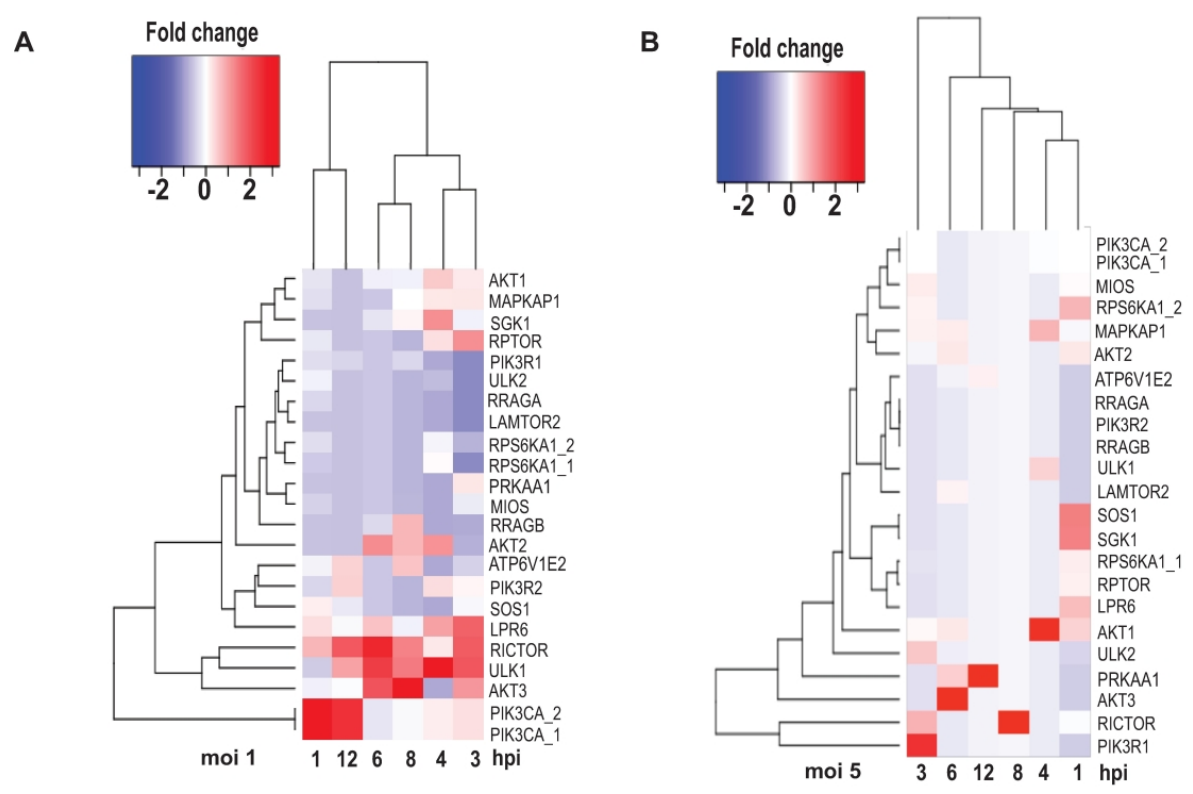 A
Fold change
-2 0 2
AKT1
MAPKAP1
SGK1
RPTOR
PIK3R1
ULK2
RRAGA
LAMTOR2
RPS6KA1_2
RPS6KA1_1
PRKAA1
MIOS
RRAGB
AKT2
ATP6V1E2
PIK3R2
SOS1
LPR6
RICTOR
ULK1
AKT3
PIK3CA_2
PIK3CA_1
moi 1 1 12 6 8 4 3 hpi
B
Fold change
-2 0 2
PIK3CA_2
PIK3CA_1
MIOS
RPS6KA1_2
MAPKAP1
AKT2
ATP6V1E2
RRAGA
PIK3R2
RRAGB
ULK1
LAMTOR2
SOS1
SGK1
RPS6KA1_1
RPTOR
LPR6
AKT1
ULK2
PRKAA1
AKT3
RICTOR
PIK3R1
moi 5 3 6 12 8 4 1 hpi